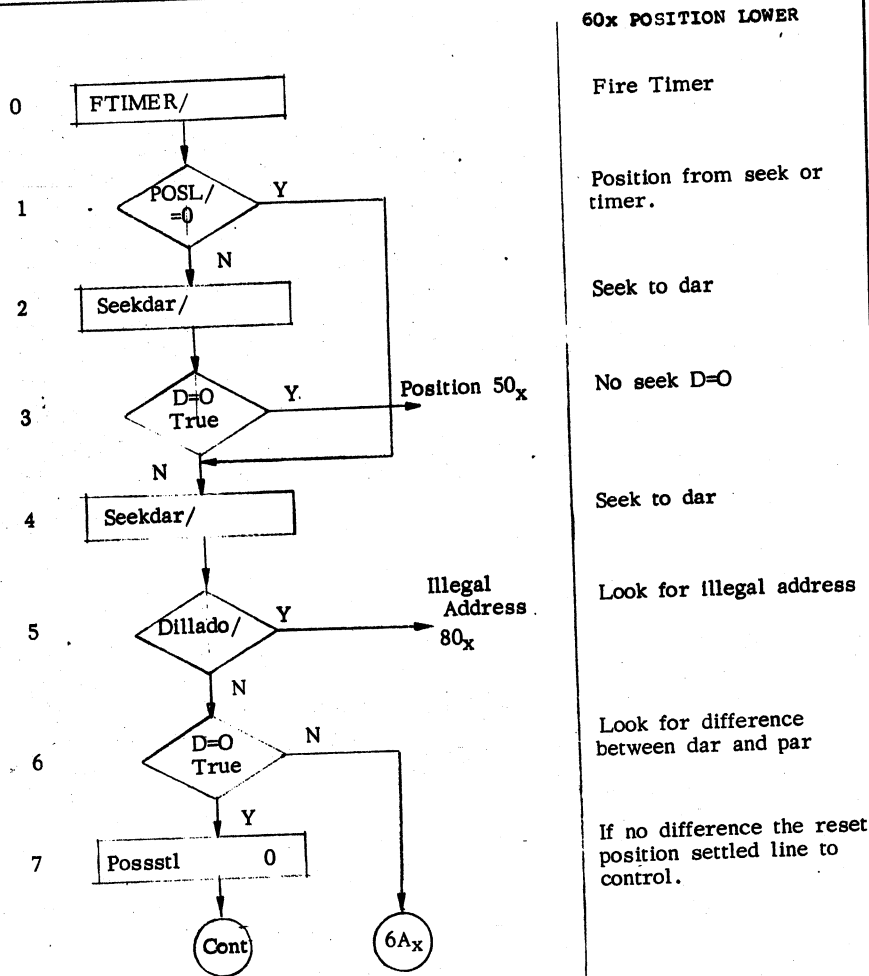 60x POSITION LOWER
0 FTIMER/ Fire Timer
1 POSL/ =0 Y Position from seek or timer.
N
2 Seekdar/ Seek to dar
3 D=O True Y. Position 50x No seek D=O
N
4 Seekdar/ Seek to dar
5 Dillado/ Y Illegal Address 80x Look for illegal address
N
6 D=O True N Look for difference between dar and par
Y
7 Possstl 0 If no difference the reset position settled line to control.
Cont 6Ax